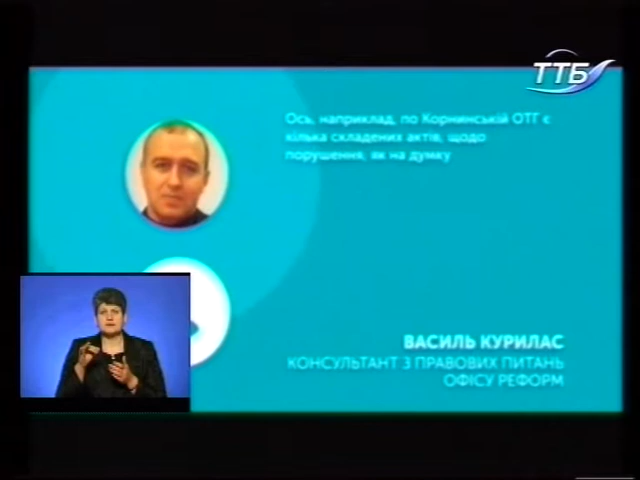 ТТБ
Ось, наприклад, по Корнинській ОТГ є
кілька складених актів, щодо
порушення, як на думку
ВАСИЛЬ КУРИЛАС
КОНСУЛЬТАНТ З ПРАВОВИХ ПИТАНЬ
ОФІСУ РЕФОРМ